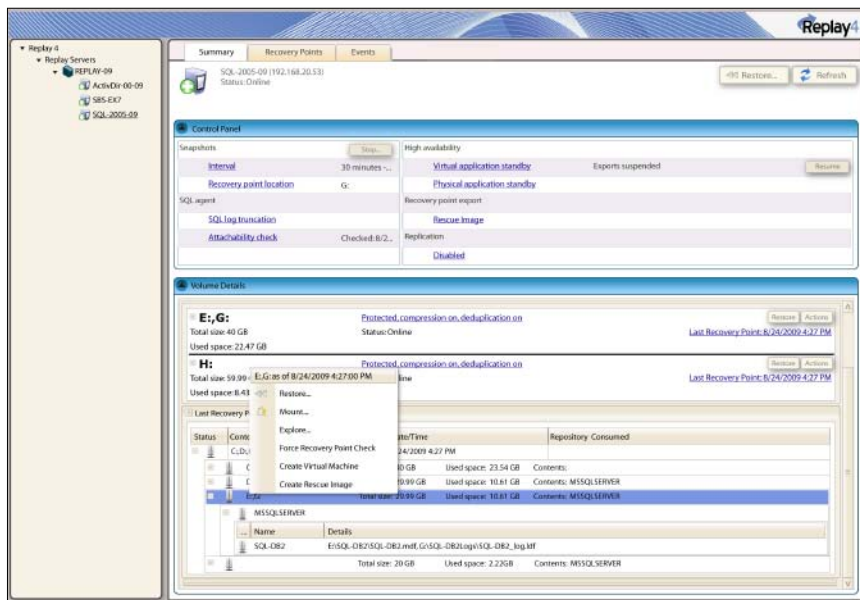 Replay4
Replay 4
Replay Servers
REPLAY-09
ActivDir-00-09
SBS-EX7
SQL-2005-09
Summary Recovery Points Events
SQL-2005-09 (192.168.20.53)
Status: Online
Restore... Refresh
Control Panel
Snapshots Stop... High availability
Interval 30 minutes -... Virtual application standby Exports suspended Resume
Recovery point location G: Physical application standby
SQL agent Recovery point export
SQL log truncation Rescue Image
Attachability check Checked: 8/2... Replication
Disabled
Volume Details
E:,G: Protected, compression on, deduplication on Restore Actions
Total size: 40 GB Status: Online Last Recovery Point: 8/24/2009 4:27 PM
Used space: 22.47 GB
H: Protected, compression on, deduplication on Restore Actions
Total size: 59.99 line Last Recovery Point: 8/24/2009 4:27 PM
Used space: 8.43
E:,G: as of 8/24/2009 4:27:00 PM
Restore...
Mount...
Explore...
Force Recovery Point Check
Create Virtual Machine
Create Rescue Image
Last Recovery P
Status Conte ate/Time Repository Consumed
C:,D:, 24/2009 4:27 PM
40 GB Used space: 23.54 GB Contents:
9.99 GB Used space: 10.61 GB Contents: MSSQLSERVER
Total size: 29.99 GB Used space: 10.61 GB Contents: MSSQLSERVER
MSSQLSERVER
... Name Details
SQL-DB2 E:\SQL-DB2\SQL-DB2.mdf, G:\SQL-DB2Logs\SQL-DB2_log.ldf
Total size: 20 GB Used space: 2.22GB Contents: MSSQLSERVER